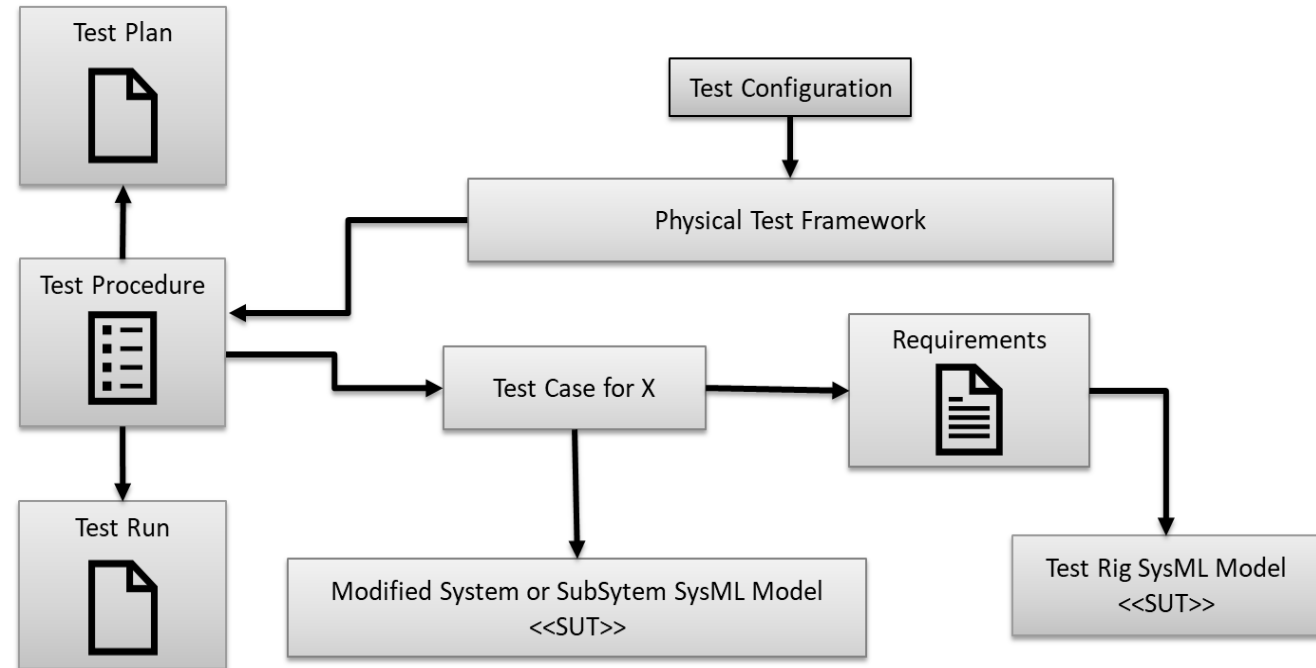 Test Plan
Test Configuration
Physical Test Framework
Test Procedure
Requirements
Test Case for X
Test Run
Modified System or SubSytem SysML Model
<<SUT>>
Test Rig SysML Model
<<SUT>>